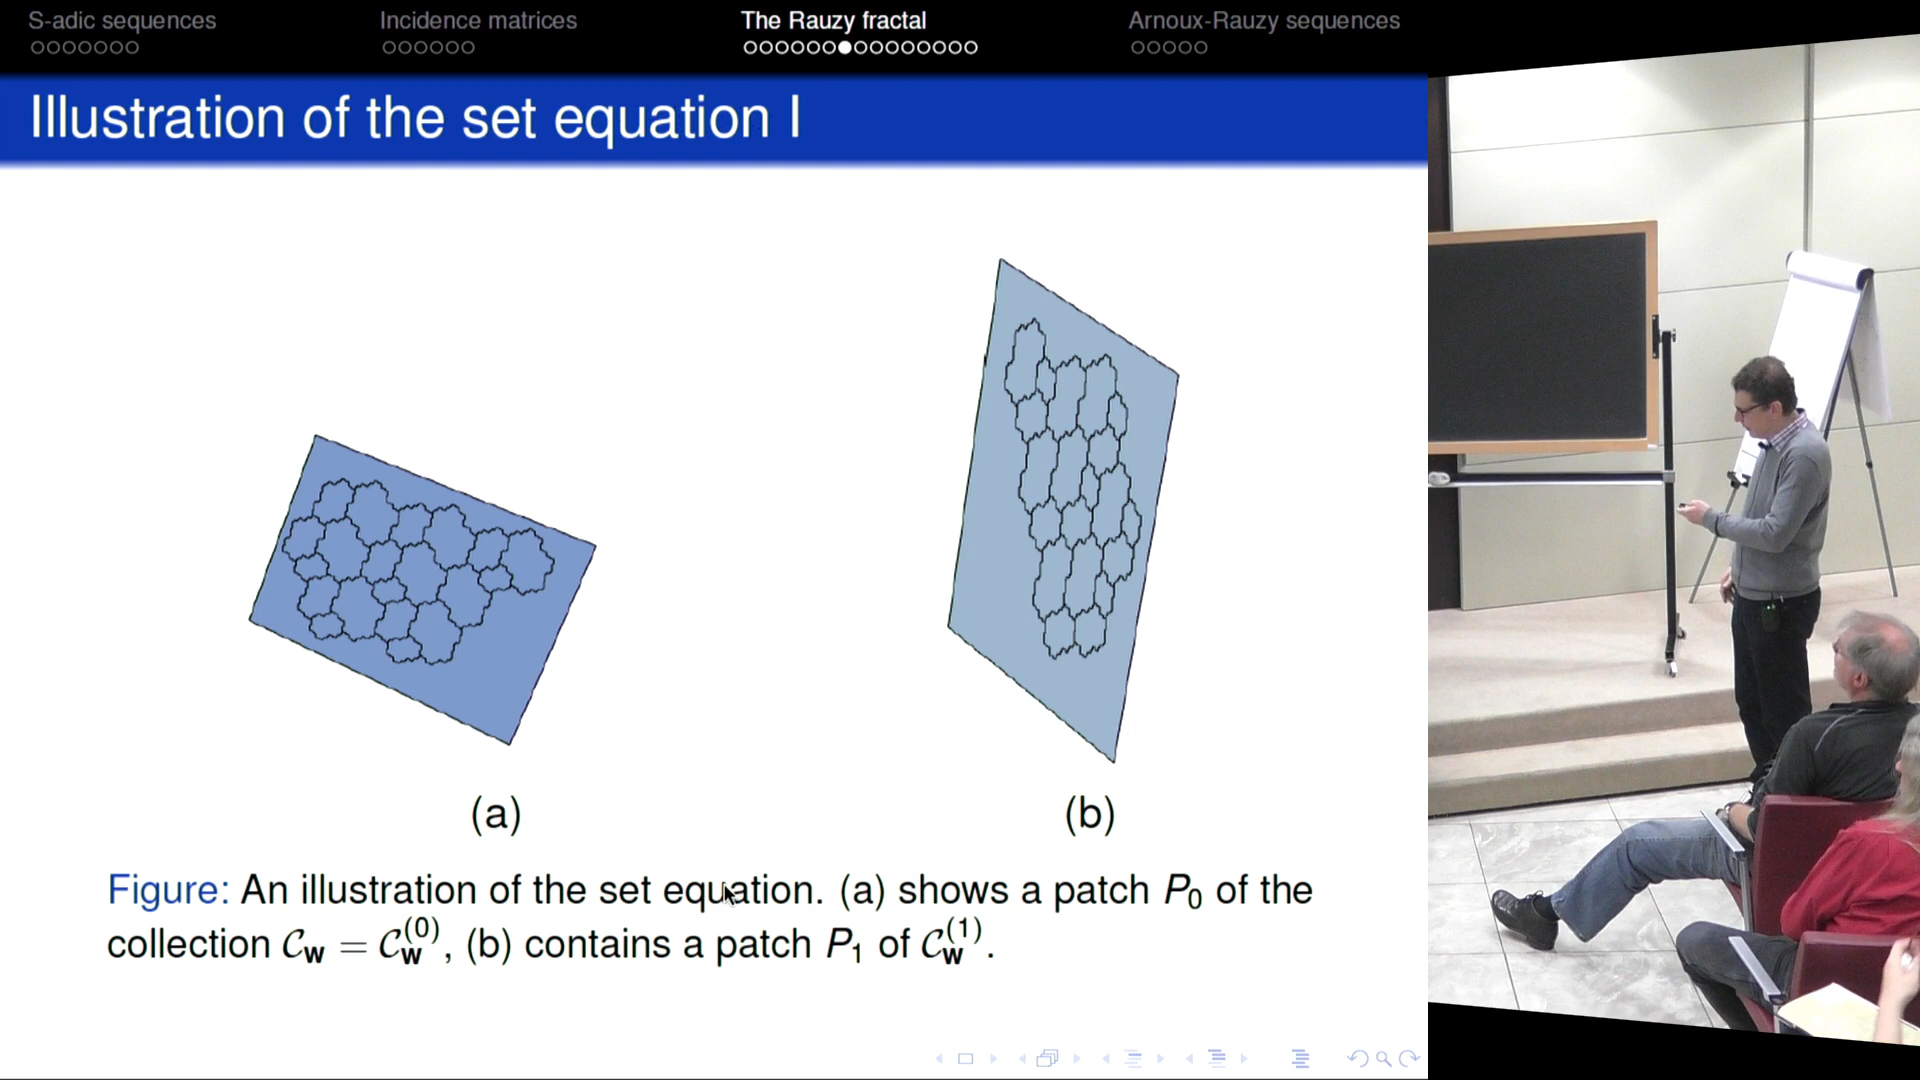 S-adic sequences Incidence matrices The Rauzy fractal Arnoux-Rauzy sequences
Illustration of the set equation I
(a) (b)
Figure: An illustration of the set equation. (a) shows a patch P₀ of the
collection 𝒞_𝐰 = 𝒞_𝐰^(0), (b) contains a patch P₁ of 𝒞_𝐰^(1).